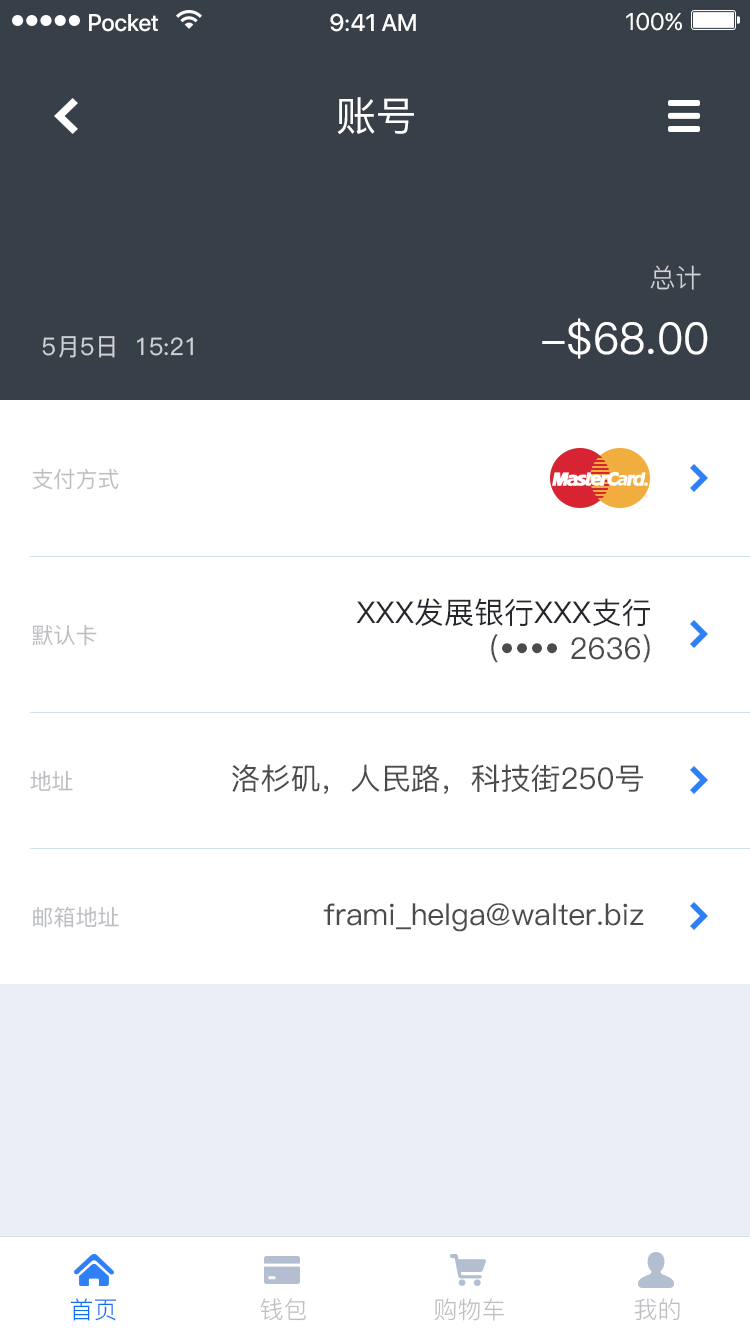 Pocket 9:41 AM 100%
账号
总计
5月5日 15:21 –$68.00
支付方式 MasterCard.
XXX发展银行XXX支行
默认卡
(•••• 2636)
地址 洛杉矶，人民路，科技街250号
邮箱地址 frami_helga@walter.biz
首页 钱包 购物车 我的